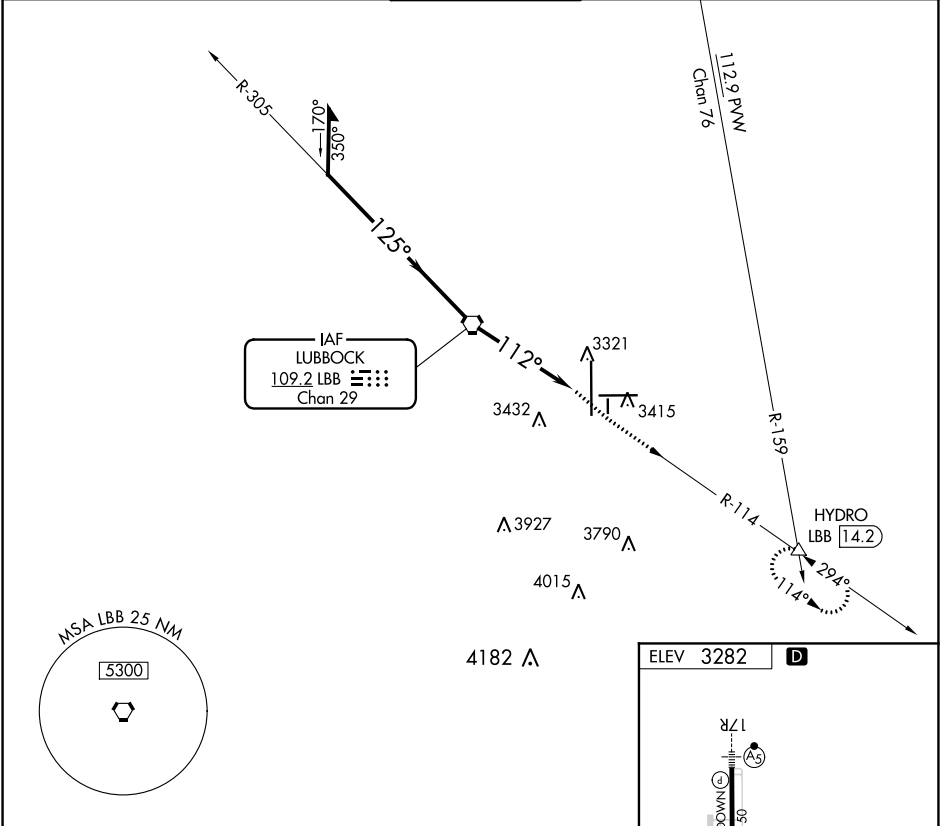 R-305
170°
350°
112.9 PVW
Chan 76
125°
IAF
LUBBOCK
109.2 LBB
Chan 29
112°
3321
3432
3415
R-159
R-114
HYDRO
LBB 14.2
3927
3790
294°
114°
4015
MSA LBB 25 NM
5300
4182
ELEV 3282 D
17R
A5
d
DOWN
50